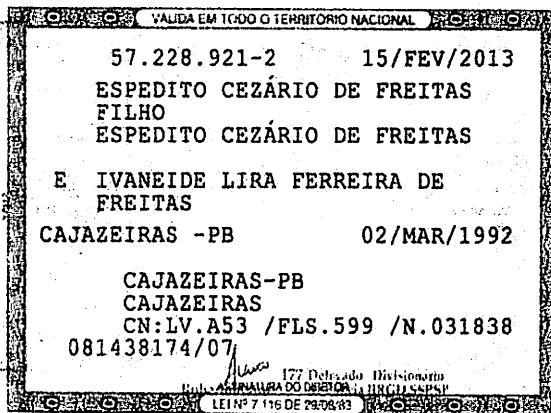 VÁLIDA EM TODO O TERRITÓRIO NACIONAL
57.228.921-2 15/FEV/2013
ESPEDITO CEZÁRIO DE FREITAS
FILHO
ESPEDITO CEZÁRIO DE FREITAS
E IVANEIDE LIRA FERREIRA DE
FREITAS
CAJAZEIRAS -PB 02/MAR/1992
CAJAZEIRAS-PB
CAJAZEIRAS
CN:LV.A53 /FLS.599 /N.031838
081438174/07
177 Delegado Divisionário
ASSINATURA DO DIRETOR
LEI Nº 7.116 DE 29/08/83